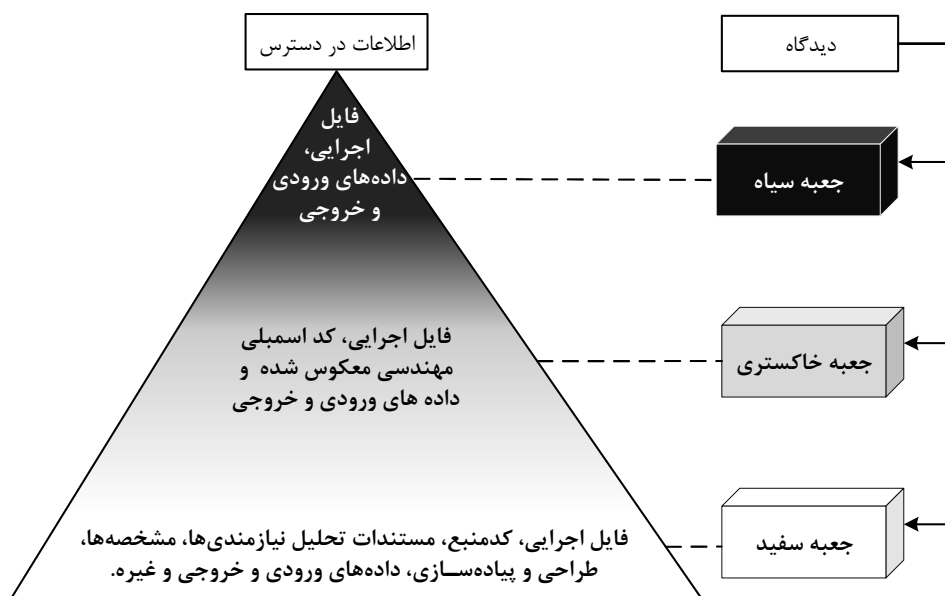 دیدگاه
اطلاعات در دسترس
فایل
اجرایی،
داده‌های ورودی
و خروجی
جعبه سیاه
فایل اجرایی، کد اسمبلی
مهندسی معکوس شده و
داده های ورودی و خروجی
جعبه خاکستری
فایل اجرایی، کدمنبع، مستندات تحلیل نیازمندی‌ها، مشخصه‌ها،
طراحی و پیاده‌ســازی، داده‌های ورودی و خروجی و غیره.
جعبه سفید